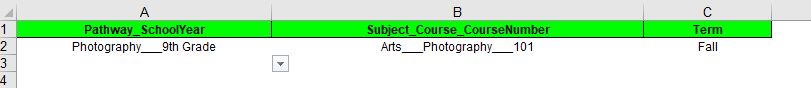 A B C
1 Pathway_SchoolYear Subject_Course_CourseNumber Term
2 Photography___9th Grade Arts___Photography___101 Fall
3
4